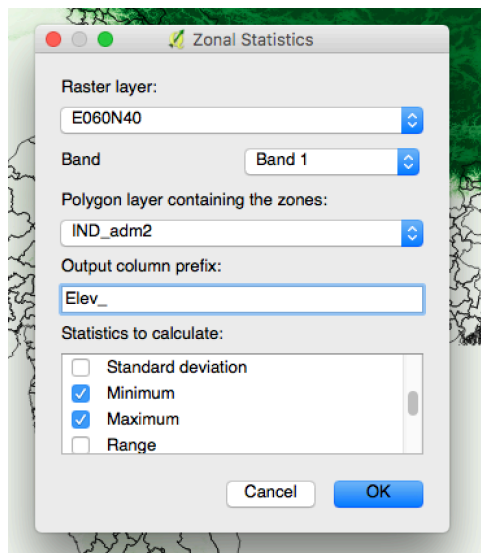 Zonal Statistics
Raster layer:
E060N40
Band Band 1
Polygon layer containing the zones:
IND_adm2
Output column prefix:
Elev_
Statistics to calculate:
Standard deviation
Minimum
Maximum
Range
Cancel OK